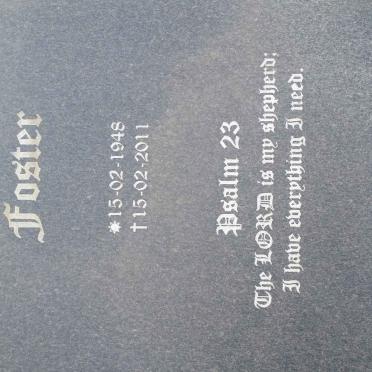 Foster
✷15-02-1948
†15-02-2011
Psalm 23
The LORD is my shepherd;
I have everything I need.